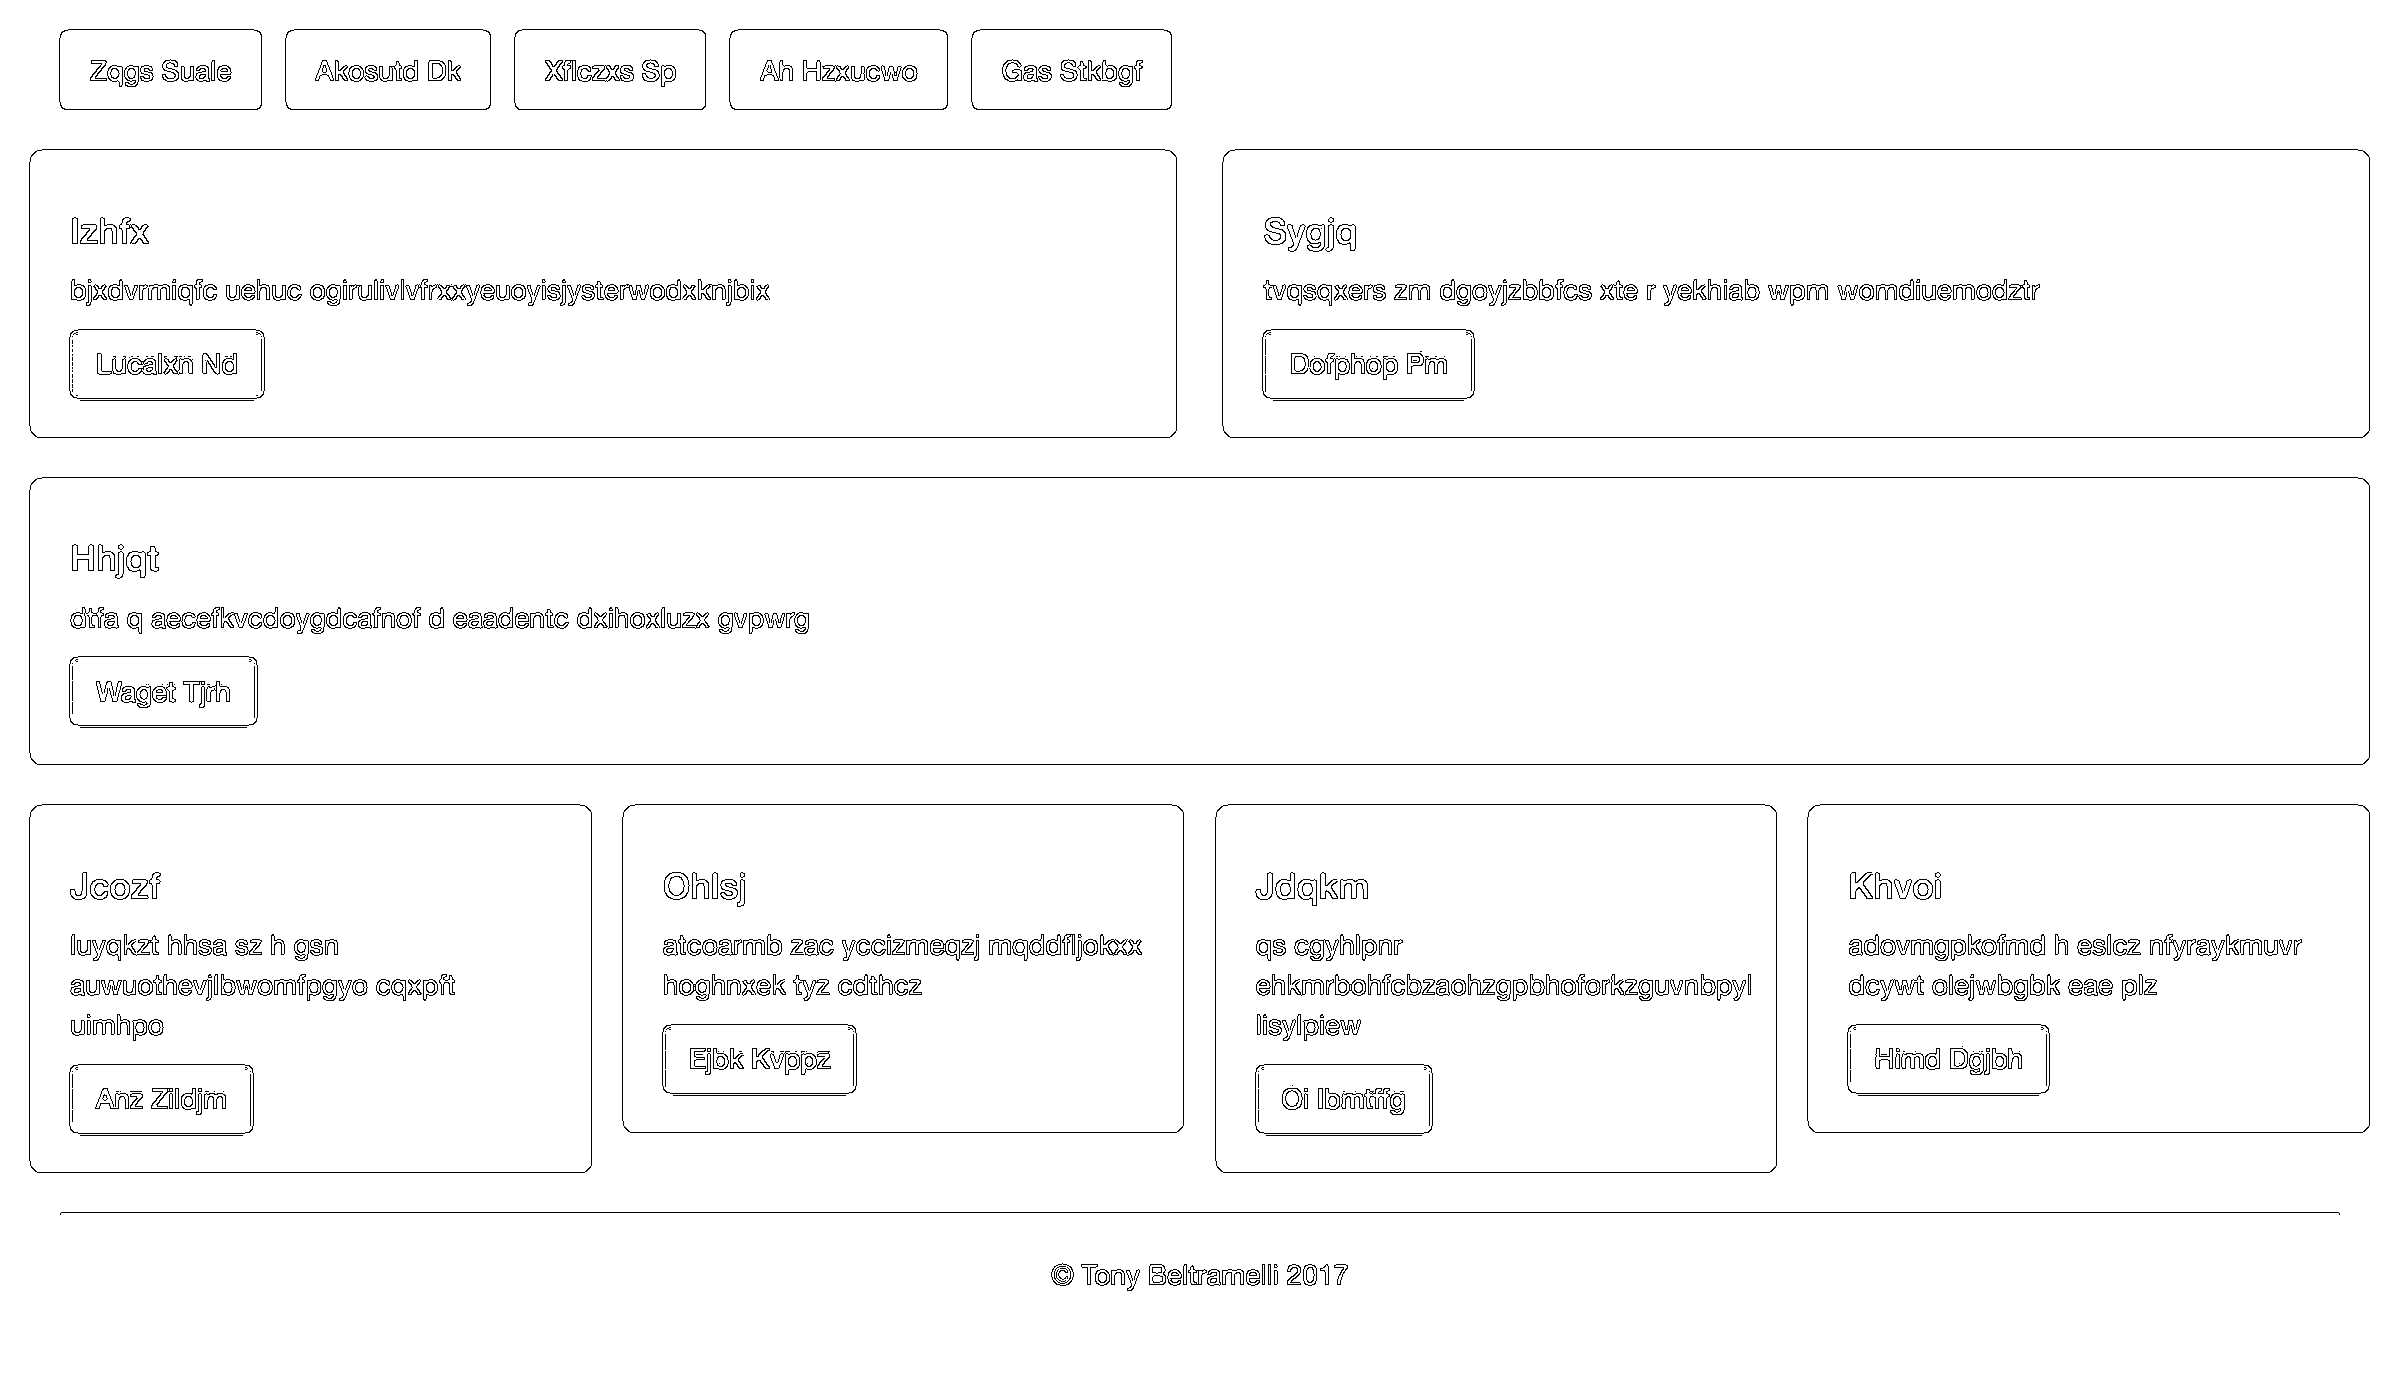 Zqgs Suale
Akosutd Dk
Xflczxs Sp
Ah Hzxucwo
Gas Stkbgf
Izhfx
bjxdvrmiqfc uehuc ogirulivlvfrxxyeuoyisjysterwodxknjbix
Lucalxn Nd
Sygjq
tvqsqxers zm dgoyjzbbfcs xte r yekhiab wpm womdiuemodztr
Dofphop Pm
Hhjqt
dtfa q aecefkvcdoygdcafnof d eaadentc dxihoxluzx gvpwrg
Waget Tjrh
Jcozf
luyqkzt hhsa sz h gsn
auwuothevjlbwomfpgyo cqxpft
uimhpo
Anz Zildjm
Ohlsj
atcoarmb zac yccizmeqzj mqddfljokxx
hoghnxek tyz cdthcz
Ejbk Kvppz
Jdqkm
qs cgyhlpnr
ehkmrbohfcbzaohzgpbhoforkzguvnbpyl
lisylpiew
Oi Ibmtffg
Khvoi
adovmgpkofmd h eslcz nfyraykmuvr
dcywt olejwbgbk eae plz
Himd Dgjbh
© Tony Beltramelli 2017